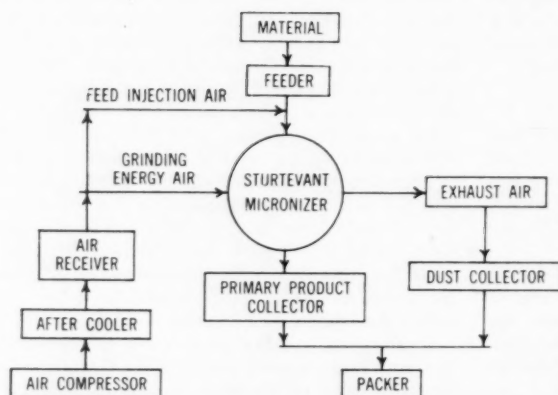 MATERIAL
FEEDER
FEED INJECTION AIR
GRINDING
ENERGY AIR
STURTEVANT
MICRONIZER
EXHAUST AIR
AIR
RECEIVER
PRIMARY PRODUCT
COLLECTOR
DUST COLLECTOR
AFTER COOLER
AIR COMPRESSOR
PACKER